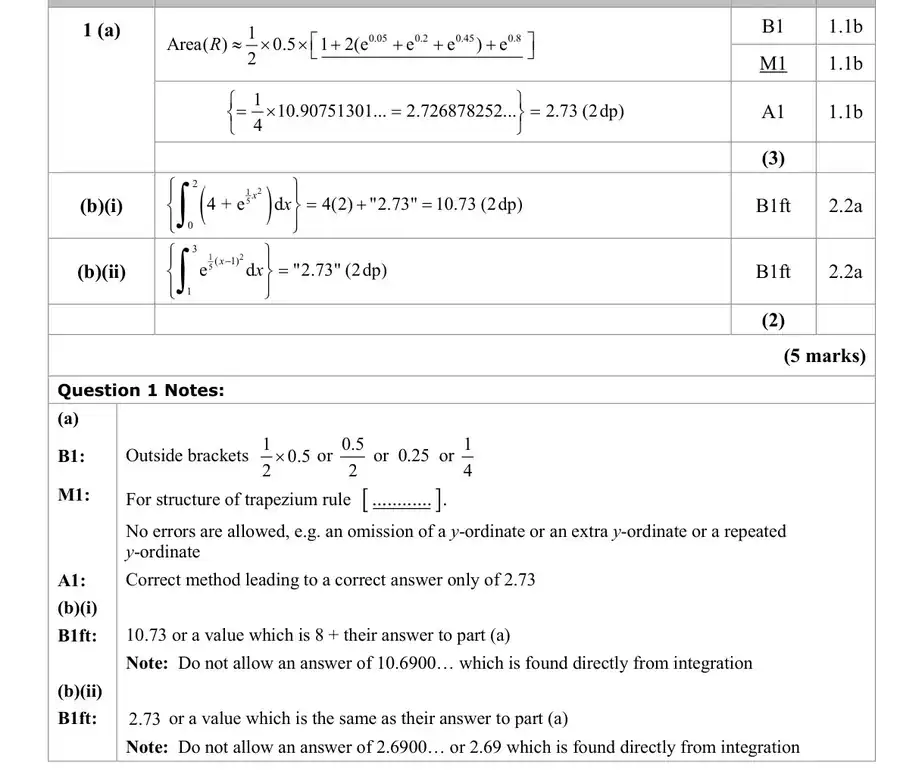 1 (a) Area(R) ≈ 1/2 × 0.5 × [1 + 2(e^0.05 + e^0.2 + e^0.45) + e^0.8] B1 1.1b
M1 1.1b
{= 1/4 × 10.90751301... = 2.726878252...} = 2.73 (2 dp) A1 1.1b
(3)
(b)(i) {∫_0^2 (4 + e^(1/5 x^2)) dx} = 4(2) + "2.73" = 10.73 (2 dp) B1ft 2.2a
(b)(ii) {∫_1^3 e^(1/5 (x−1)^2) dx} = "2.73" (2 dp) B1ft 2.2a
(2)
(5 marks)
Question 1 Notes:
(a)
B1: Outside brackets 1/2 × 0.5 or 0.5/2 or 0.25 or 1/4
M1: For structure of trapezium rule [............].
No errors are allowed, e.g. an omission of a y-ordinate or an extra y-ordinate or a repeated
y-ordinate
A1: Correct method leading to a correct answer only of 2.73
(b)(i)
B1ft: 10.73 or a value which is 8 + their answer to part (a)
Note: Do not allow an answer of 10.6900… which is found directly from integration
(b)(ii)
B1ft: 2.73 or a value which is the same as their answer to part (a)
Note: Do not allow an answer of 2.6900… or 2.69 which is found directly from integration